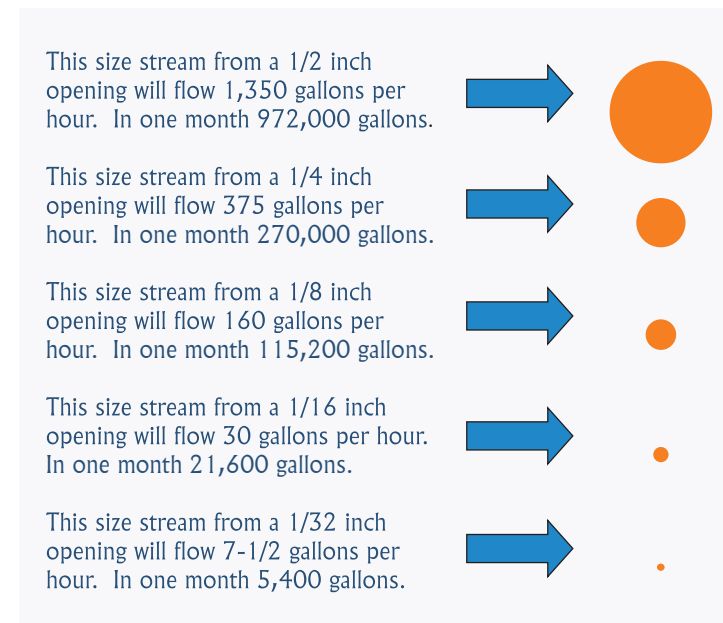 This size stream from a 1/2 inch
opening will flow 1,350 gallons per
hour.  In one month 972,000 gallons.
This size stream from a 1/4 inch
opening will flow 375 gallons per
hour.  In one month 270,000 gallons.
This size stream from a 1/8 inch
opening will flow 160 gallons per
hour.  In one month 115,200 gallons.
This size stream from a 1/16 inch
opening will flow 30 gallons per hour.
In one month 21,600 gallons.
This size stream from a 1/32 inch
opening will flow 7-1/2 gallons per
hour.  In one month 5,400 gallons.